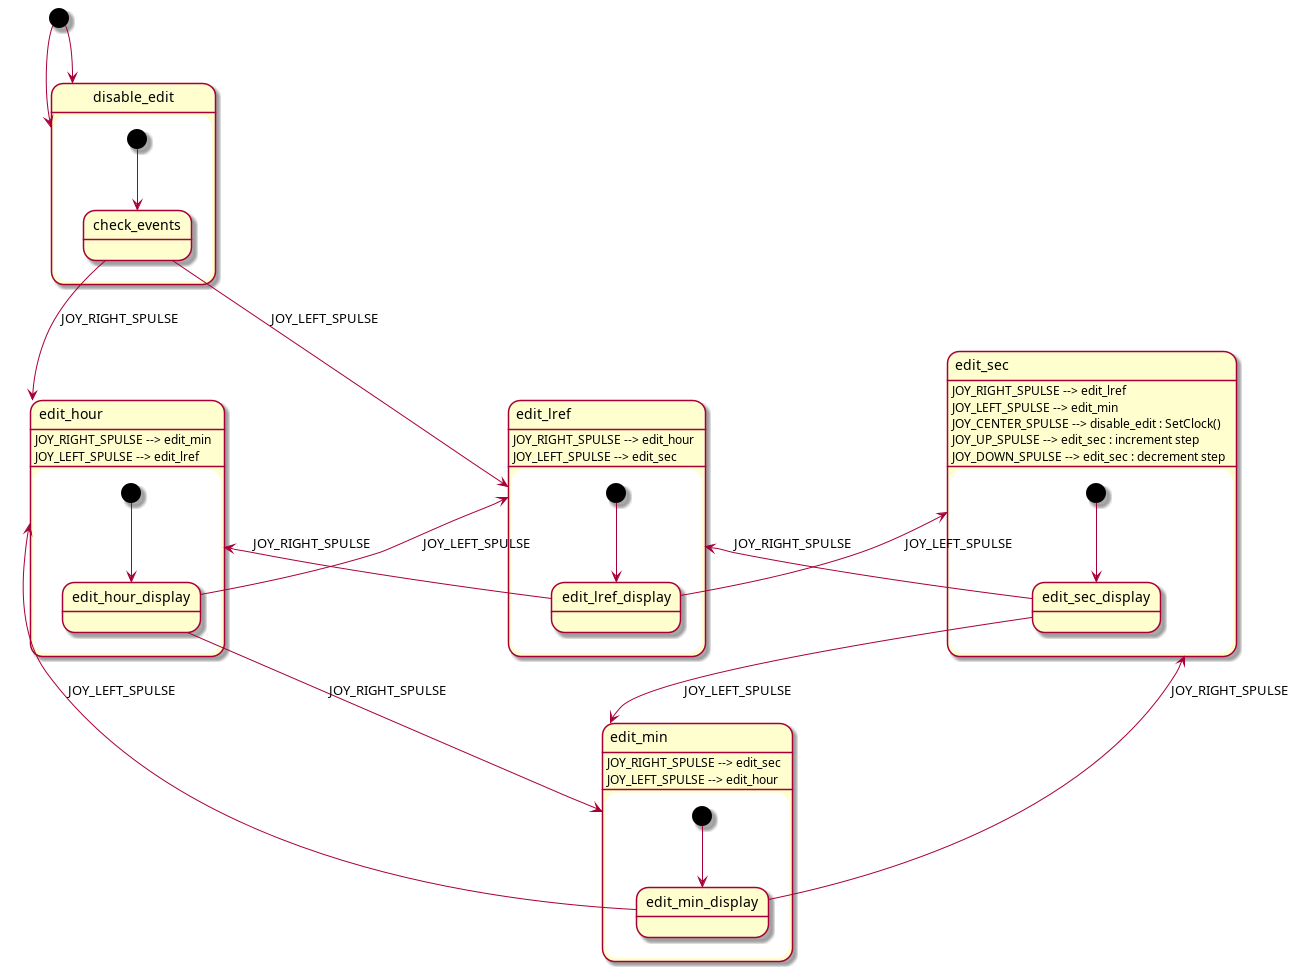 disable_edit
check_events
JOY_RIGHT_SPULSE
JOY_LEFT_SPULSE
edit_hour
JOY_RIGHT_SPULSE --> edit_min
JOY_LEFT_SPULSE --> edit_lref
edit_hour_display
edit_lref
JOY_RIGHT_SPULSE --> edit_hour
JOY_LEFT_SPULSE --> edit_sec
edit_lref_display
edit_sec
JOY_RIGHT_SPULSE --> edit_lref
JOY_LEFT_SPULSE --> edit_min
JOY_CENTER_SPULSE --> disable_edit : SetClock()
JOY_UP_SPULSE --> edit_sec : increment step
JOY_DOWN_SPULSE --> edit_sec : decrement step
edit_sec_display
JOY_RIGHT_SPULSE
JOY_LEFT_SPULSE
JOY_RIGHT_SPULSE
JOY_LEFT_SPULSE
JOY_LEFT_SPULSE
JOY_RIGHT_SPULSE
JOY_LEFT_SPULSE
JOY_RIGHT_SPULSE
edit_min
JOY_RIGHT_SPULSE --> edit_sec
JOY_LEFT_SPULSE --> edit_hour
edit_min_display